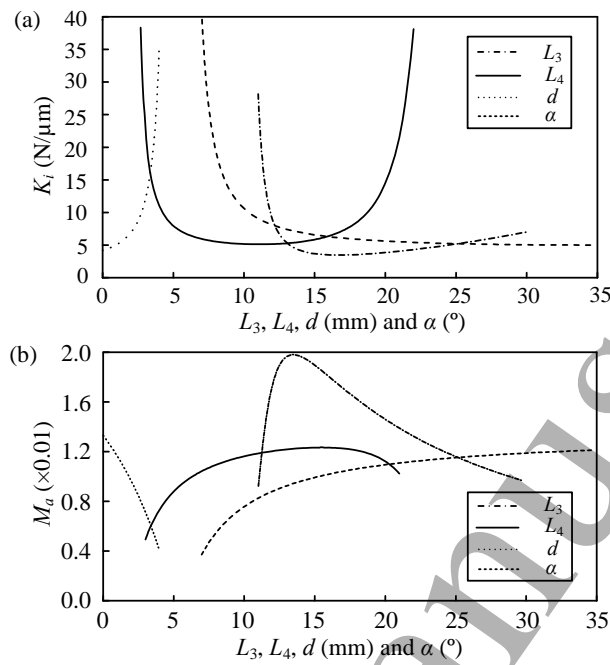 (a)
40
35
30
25
20
15
10
5
0
K_i (N/μm)
L_3
L_4
d
α
0 5 10 15 20 25 30 35
L_3, L_4, d (mm) and α (º)
(b)
2.0
1.6
1.2
0.8
0.4
0.0
M_a (×0.01)
L_3
L_4
d
α
0 5 10 15 20 25 30 35
L_3, L_4, d (mm) and α (º)